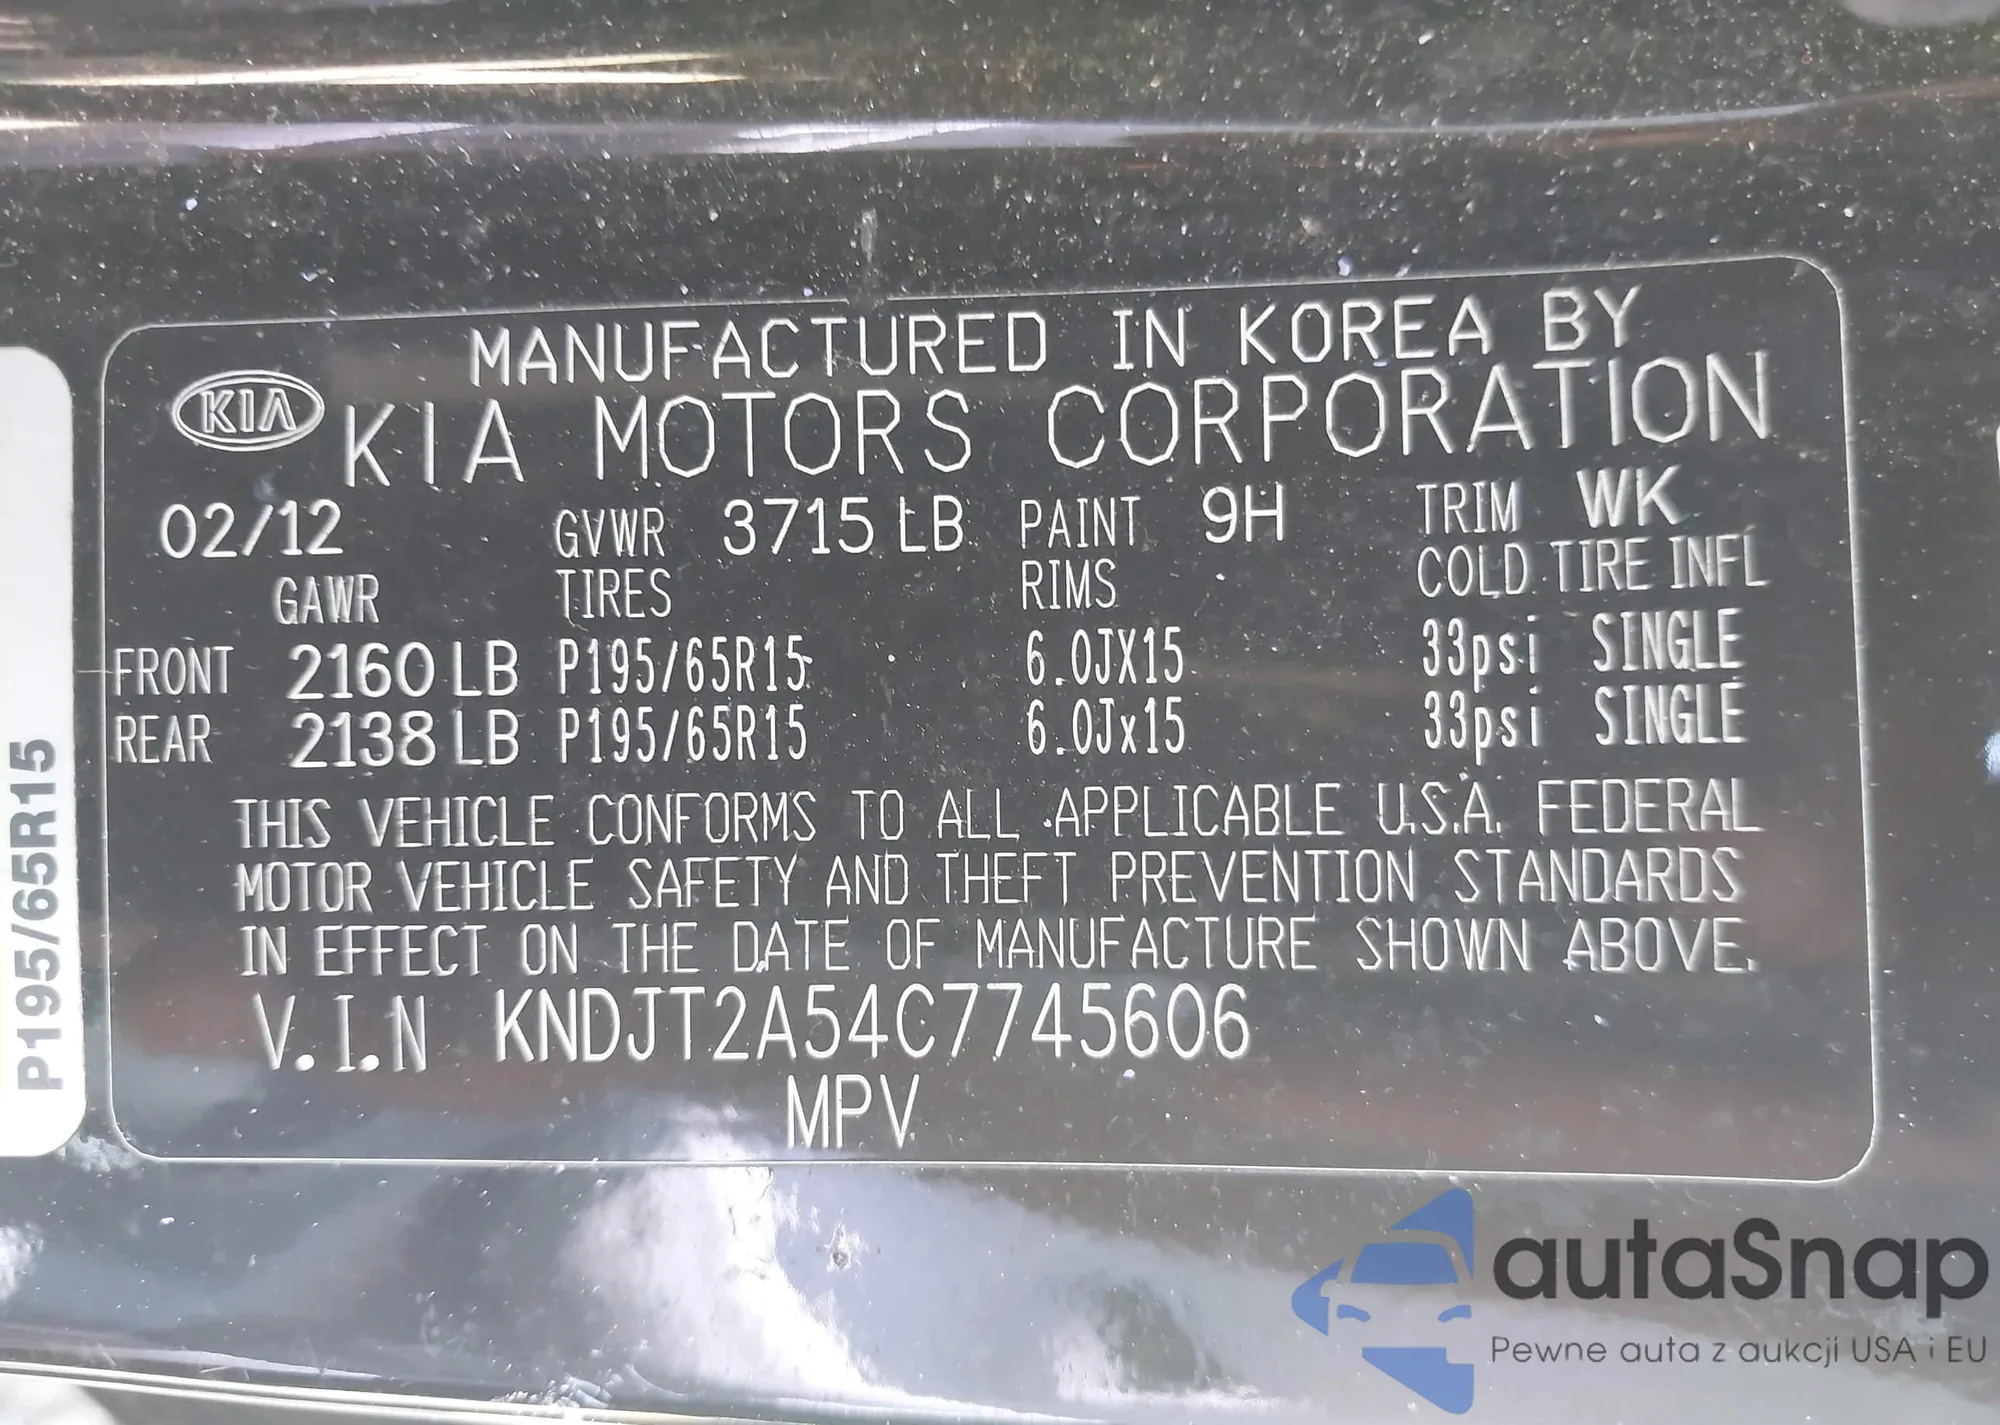 MANUFACTURED IN KOREA BY
KIA KIA MOTORS CORPORATION
02/12 GVWR 3715 LB PAINT 9H TRIM WK
GAWR TIRES RIMS COLD TIRE INFL
FRONT 2160 LB P195/65R15 6.0JX15 33psi SINGLE
REAR 2138 LB P195/65R15 6.0Jx15 33psi SINGLE
THIS VEHICLE CONFORMS TO ALL APPLICABLE U.S.A. FEDERAL
MOTOR VEHICLE SAFETY AND THEFT PREVENTION STANDARDS
IN EFFECT ON THE DATE OF MANUFACTURE SHOWN ABOVE.
V.I.N KNDJT2A54C7745606
MPV
P195/65R15
autaSnap
Pewne auta z aukcji USA i EU